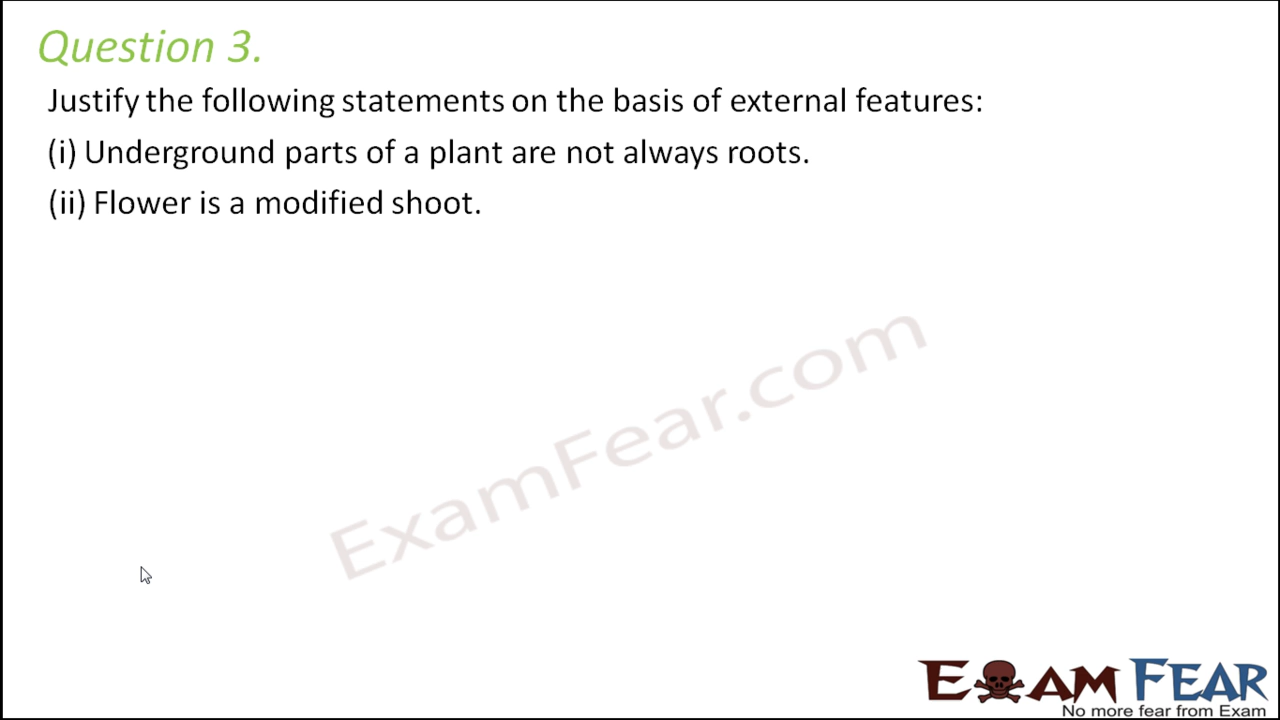 Question 3.
Justify the following statements on the basis of external features:
(i) Underground parts of a plant are not always roots.
(ii) Flower is a modified shoot.
ExamFear.com
EXAM FEAR
No more fear from Exam